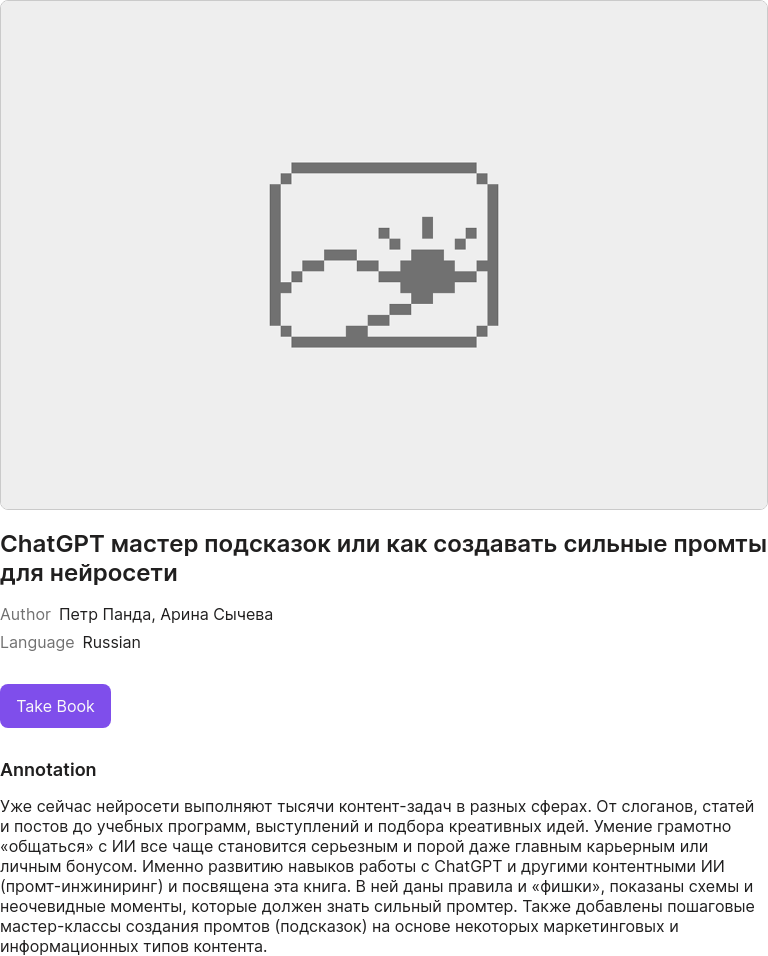 ChatGPT мастер подсказок или как создавать сильные промты
для нейросети
Author Петр Панда, Арина Сычева
Language Russian
Take Book
Annotation
Уже сейчас нейросети выполняют тысячи контент-задач в разных сферах. От слоганов, статей
и постов до учебных программ, выступлений и подбора креативных идей. Умение грамотно
«общаться» с ИИ все чаще становится серьезным и порой даже главным карьерным или
личным бонусом. Именно развитию навыков работы с ChatGPT и другими контентными ИИ
(промт-инжиниринг) и посвящена эта книга. В ней даны правила и «фишки», показаны схемы и
неочевидные моменты, которые должен знать сильный промтер. Также добавлены пошаговые
мастер-классы создания промтов (подсказок) на основе некоторых маркетинговых и
информационных типов контента.